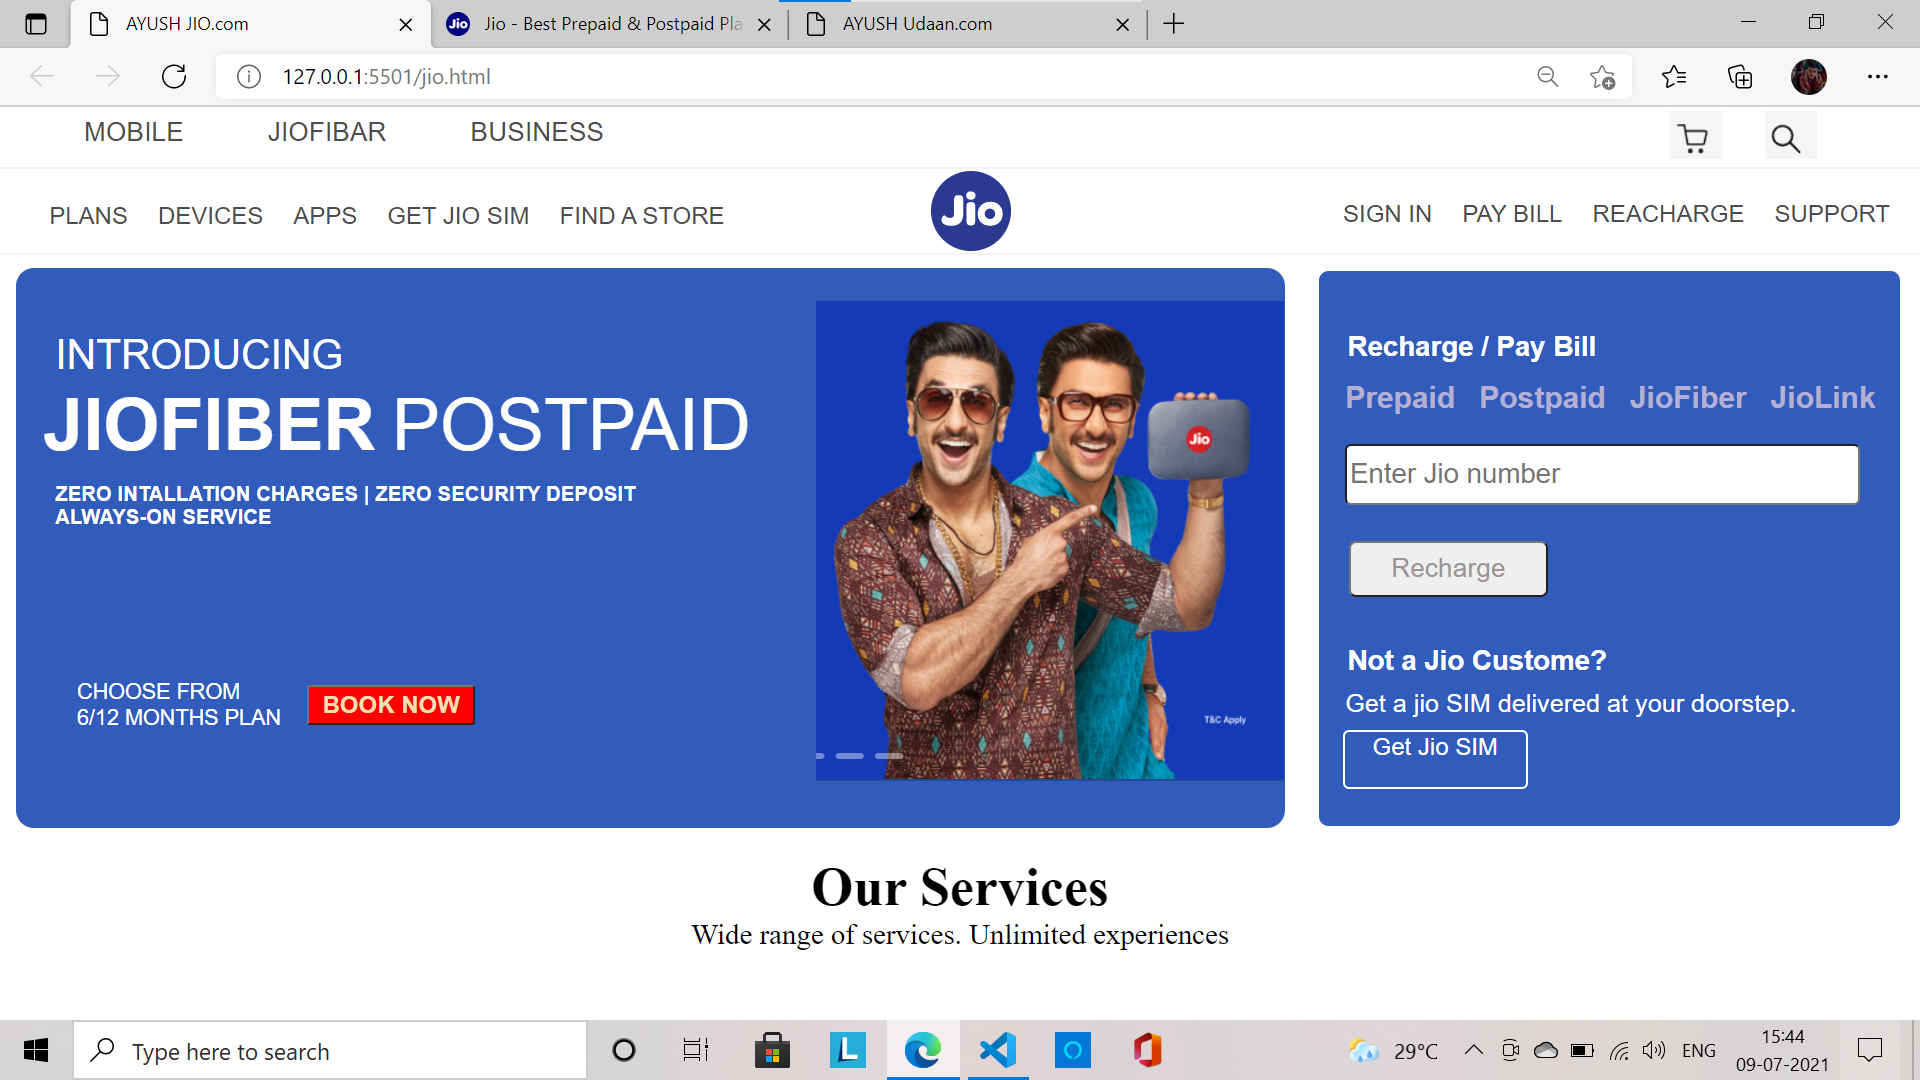 AYUSH JIO.com
Jio
Jio - Best Prepaid & Postpaid Pla
AYUSH Udaan.com
127.0.0.1:5501/jio.html
MOBILE JIOFIBAR BUSINESS
PLANS DEVICES APPS GET JIO SIM FIND A STORE
Jio
SIGN IN PAY BILL REACHARGE SUPPORT
INTRODUCING
JIOFIBER POSTPAID
ZERO INTALLATION CHARGES | ZERO SECURITY DEPOSIT
ALWAYS-ON SERVICE
CHOOSE FROM
6/12 MONTHS PLAN
BOOK NOW
Jio
T&C Apply
Recharge / Pay Bill
Prepaid Postpaid JioFiber JioLink
Enter Jio number
Recharge
Not a Jio Custome?
Get a jio SIM delivered at your doorstep.
Get Jio SIM
Our Services
Wide range of services. Unlimited experiences
Type here to search
L
29°C
ENG
15:44
09-07-2021